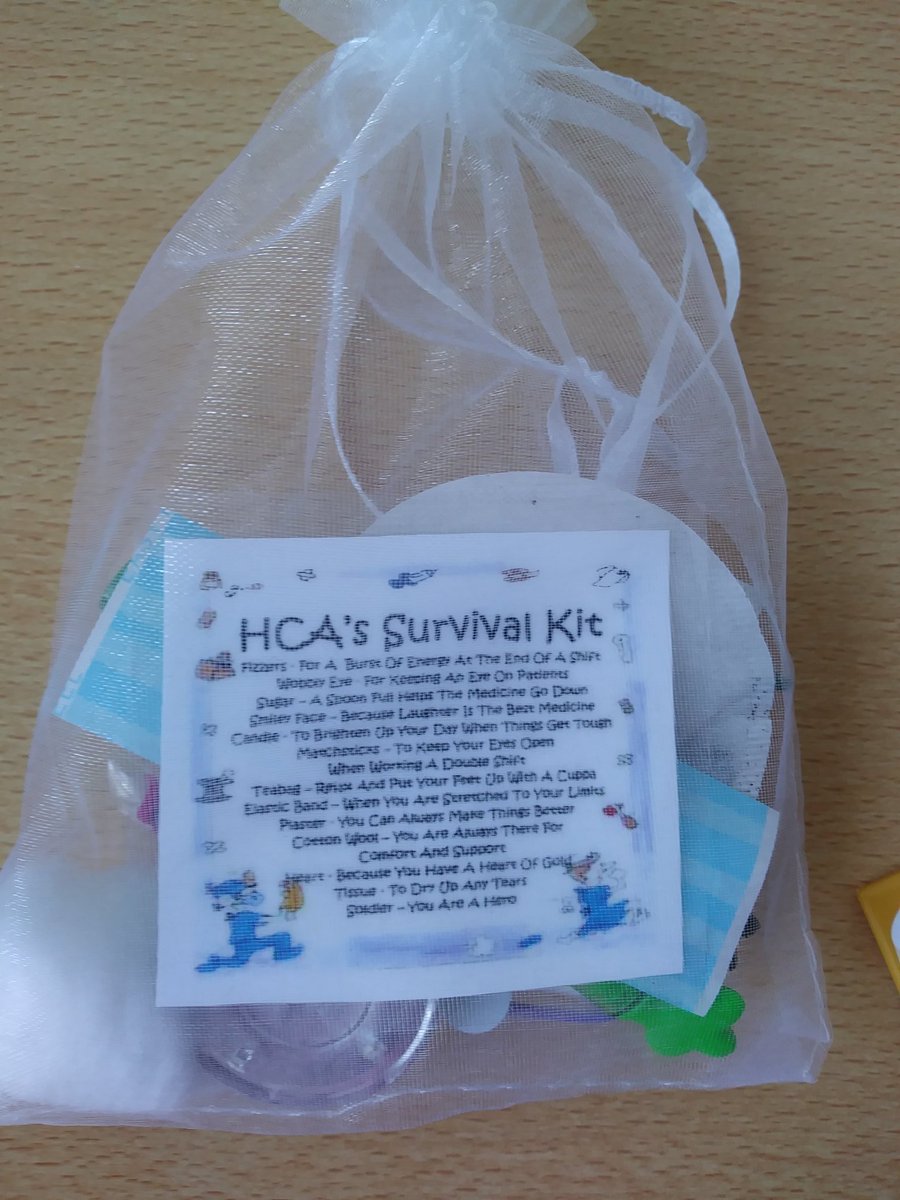 HCA's Survival Kit
Fizzers - For A Burst Of Energy At The End Of A Shift
Wobbly Eye - For Keeping An Eye On Patients
Sugar – A Spoon Full Helps The Medicine Go Down
Smiley Face – Because Laughter Is The Best Medicine
Candle - To Brighten Up Your Day When Things Get Tough
Matchsticks – To Keep Your Eyes Open
When Working A Double Shift
Teabag – Relax And Put Your Feet Up With A Cuppa
Elastic Band – When You Are Stretched To Your Limits
Plaster - You Can Always Make Things Better
Cotton Wool – You Are Always There For
Comfort And Support
Heart - Because You Have A Heart Of Gold
Tissue - To Dry Up Any Tears
Soldier – You Are A Hero